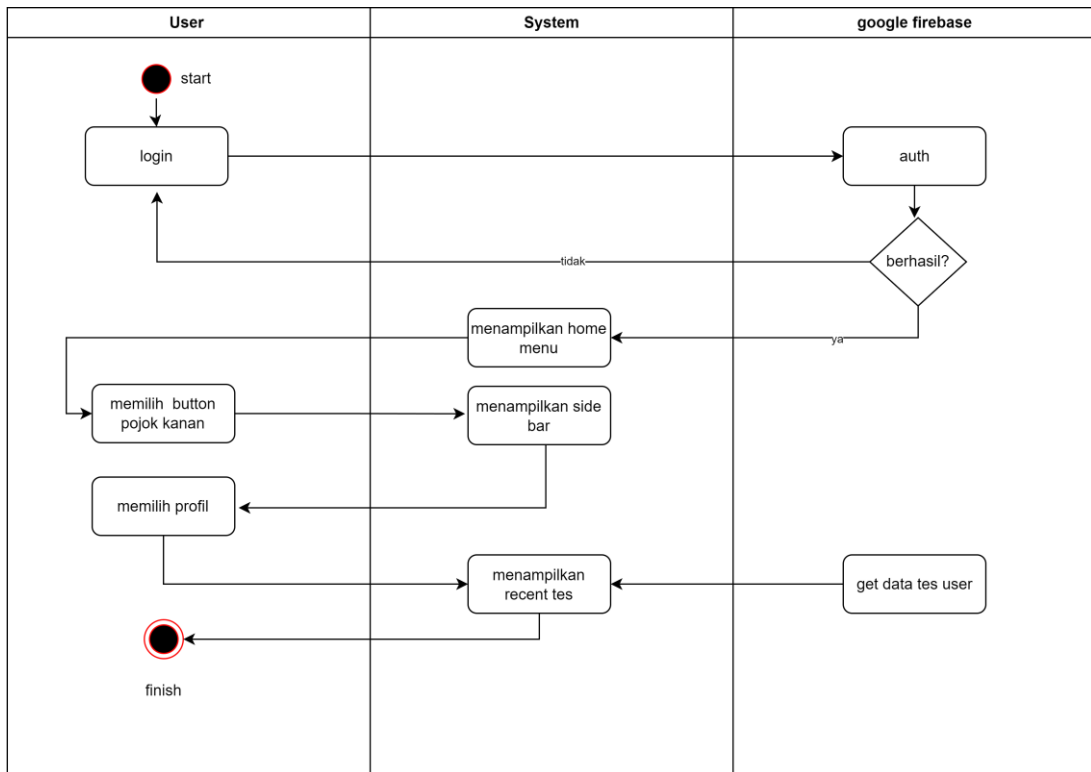 User
System
google firebase
start
login
auth
berhasil?
tidak
menampilkan home
menu
ya
memilih button
pojok kanan
menampilkan side
bar
memilih profil
menampilkan
recent tes
get data tes user
finish